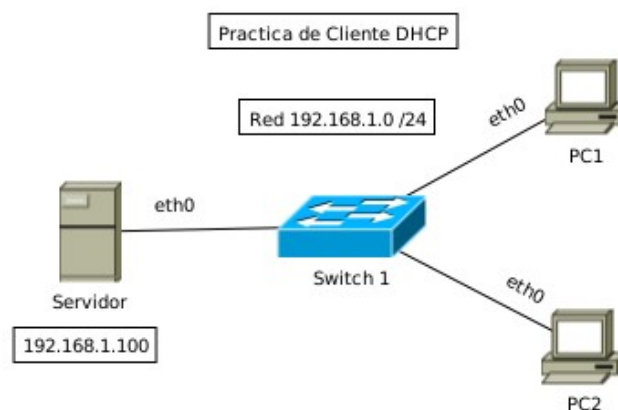 Practica de Cliente DHCP
Red 192.168.1.0 /24
eth0
PC1
eth0
Servidor
Switch 1
192.168.1.100
eth0
PC2